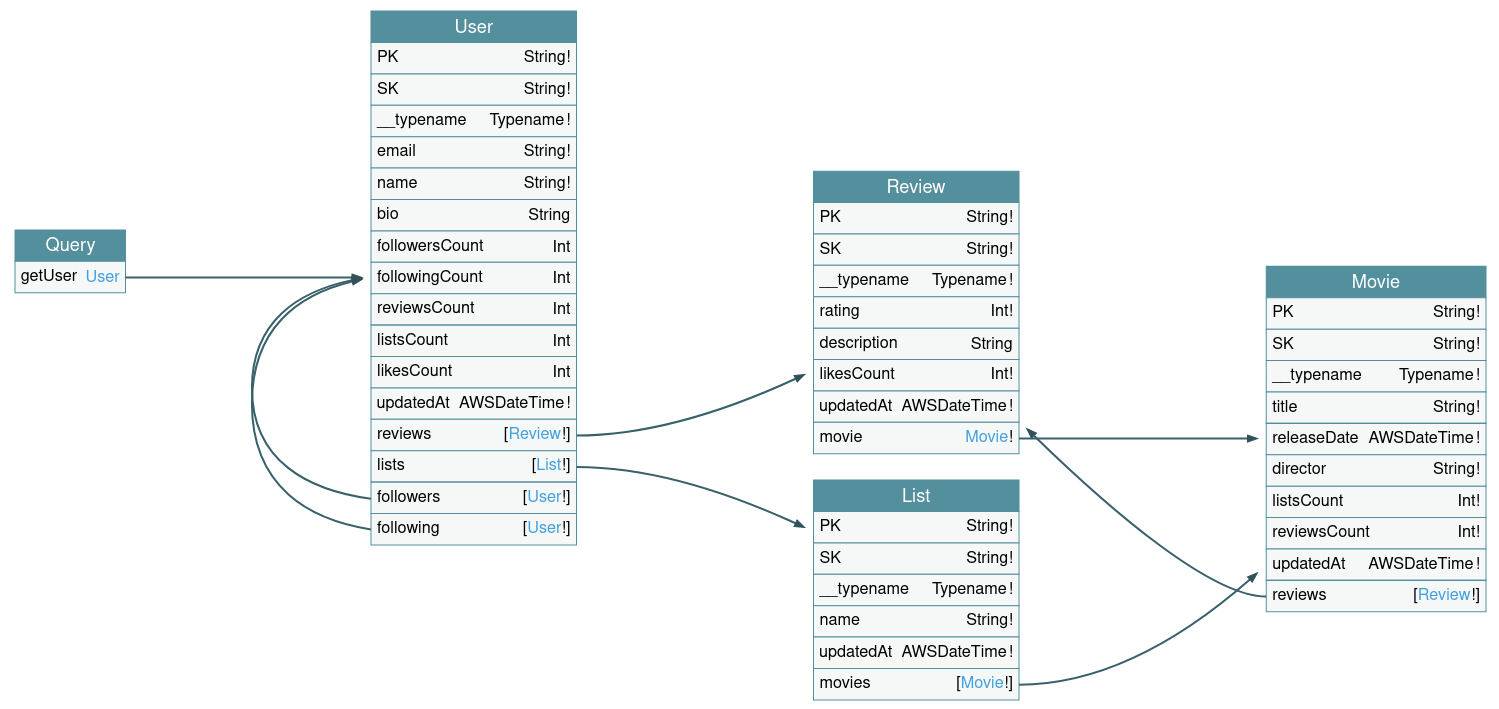 Query
getUser User
User
PK String!
SK String!
__typename Typename!
email String!
name String!
bio String
followersCount Int
followingCount Int
reviewsCount Int
listsCount Int
likesCount Int
updatedAt AWSDateTime!
reviews [Review!]
lists [List!]
followers [User!]
following [User!]
Review
PK String!
SK String!
__typename Typename!
rating Int!
description String
likesCount Int!
updatedAt AWSDateTime!
movie Movie!
List
PK String!
SK String!
__typename Typename!
name String!
updatedAt AWSDateTime!
movies [Movie!]
Movie
PK String!
SK String!
__typename Typename!
title String!
releaseDate AWSDateTime!
director String!
listsCount Int!
reviewsCount Int!
updatedAt AWSDateTime!
reviews [Review!]